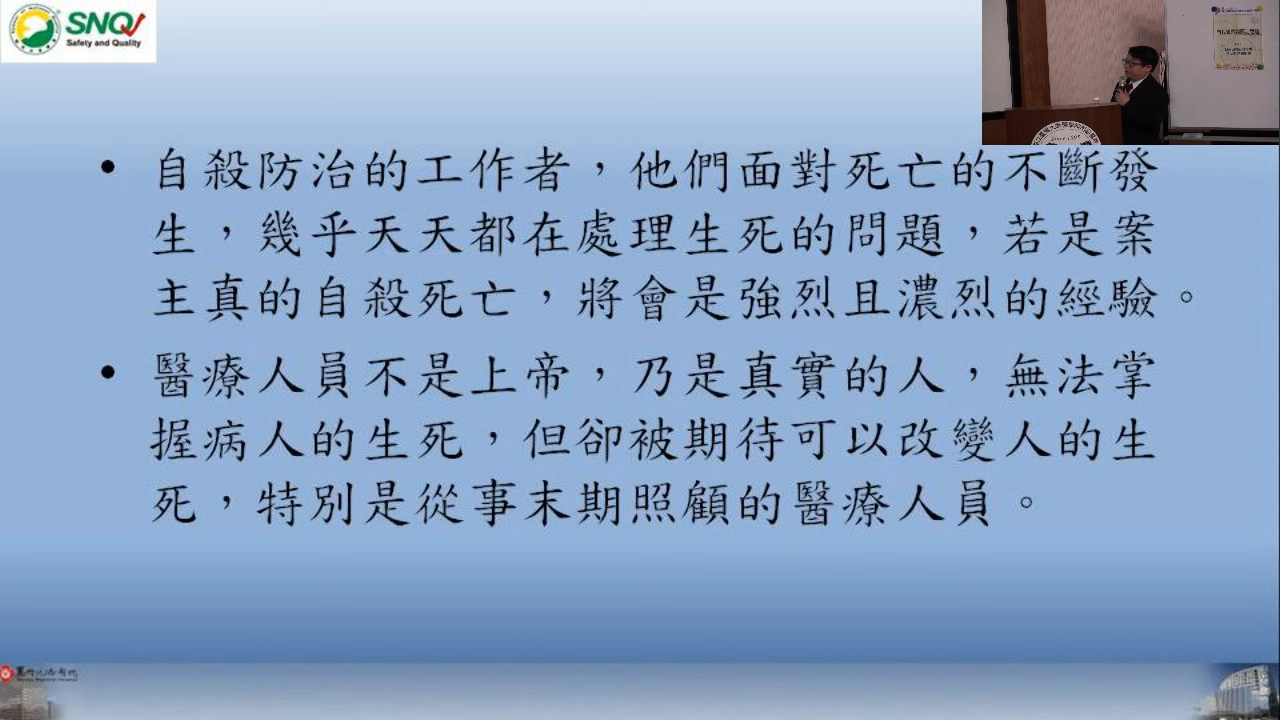 SNQ
Safety and Quality
• 自殺防治的工作者，他們面對死亡的不斷發
生，幾乎天天都在處理生死的問題，若是案
主真的自殺死亡，將會是強烈且濃烈的經驗。
• 醫療人員不是上帝，乃是真實的人，無法掌
握病人的生死，但卻被期待可以改變人的生
死，特別是從事末期照顧的醫療人員。